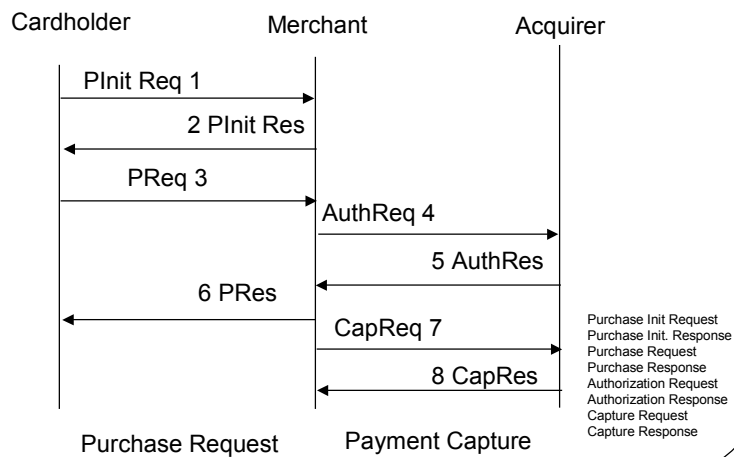 Cardholder Merchant Acquirer
PInit Req 1
2 PInit Res
PReq 3
AuthReq 4
5 AuthRes
6 PRes
CapReq 7
8 CapRes
Purchase Init Request
Purchase Init. Response
Purchase Request
Purchase Response
Authorization Request
Authorization Response
Capture Request
Capture Response
Purchase Request Payment Capture